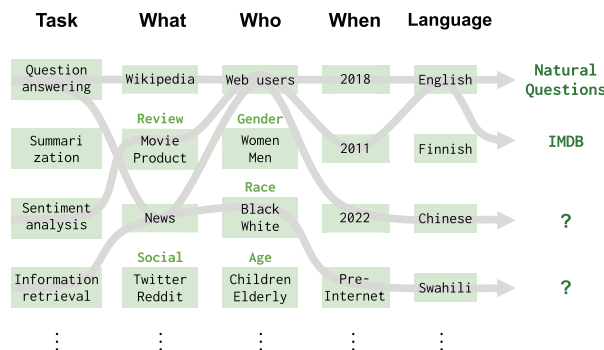 Task What Who When Language
Question
answering
Wikipedia
Web users
2018
English
Natural
Questions
Review
Gender
Summari
zation
Movie
Product
Women
Men
2011
Finnish
IMDB
Race
Sentiment
analysis
News
Black
White
2022
Chinese
?
Social
Age
Information
retrieval
Twitter
Reddit
Children
Elderly
Pre-
Internet
Swahili
?